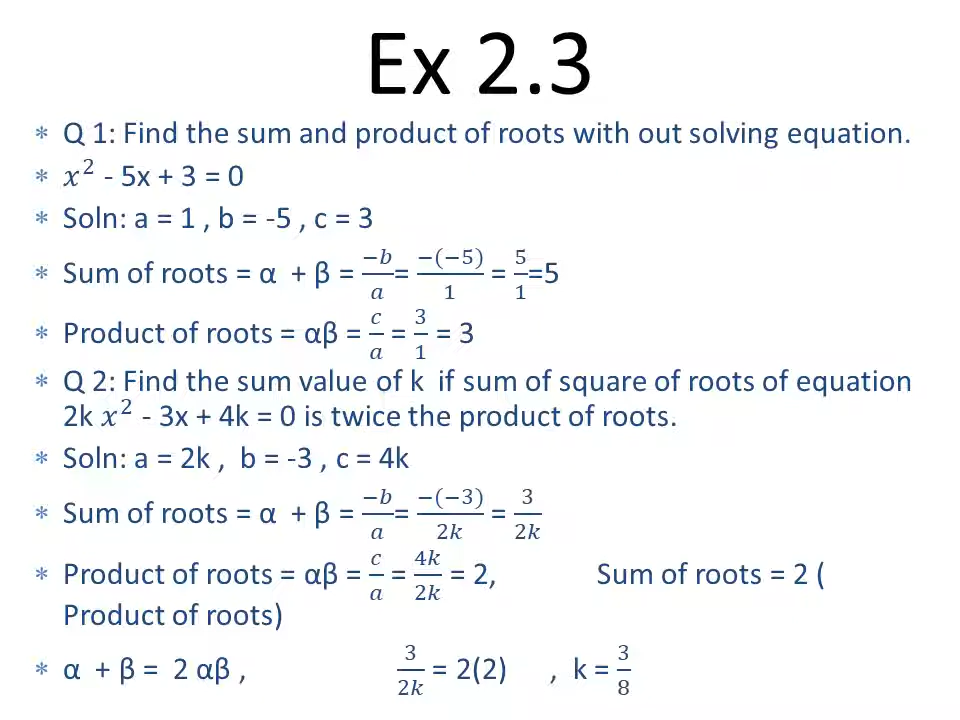 Ex 2.3
* Q 1: Find the sum and product of roots with out solving equation.
* x² - 5x + 3 = 0
* Soln: a = 1 , b = -5 , c = 3
* Sum of roots = α + β = −b/a = −(−5)/1 = 5/1 =5
* Product of roots = αβ = c/a = 3/1 = 3
* Q 2: Find the sum value of k if sum of square of roots of equation
2k x² - 3x + 4k = 0 is twice the product of roots.
* Soln: a = 2k , b = -3 , c = 4k
* Sum of roots = α + β = −b/a = −(−3)/2k = 3/2k
* Product of roots = αβ = c/a = 4k/2k = 2, Sum of roots = 2 (
Product of roots)
* α + β = 2 αβ , 3/2k = 2(2) , k = 3/8